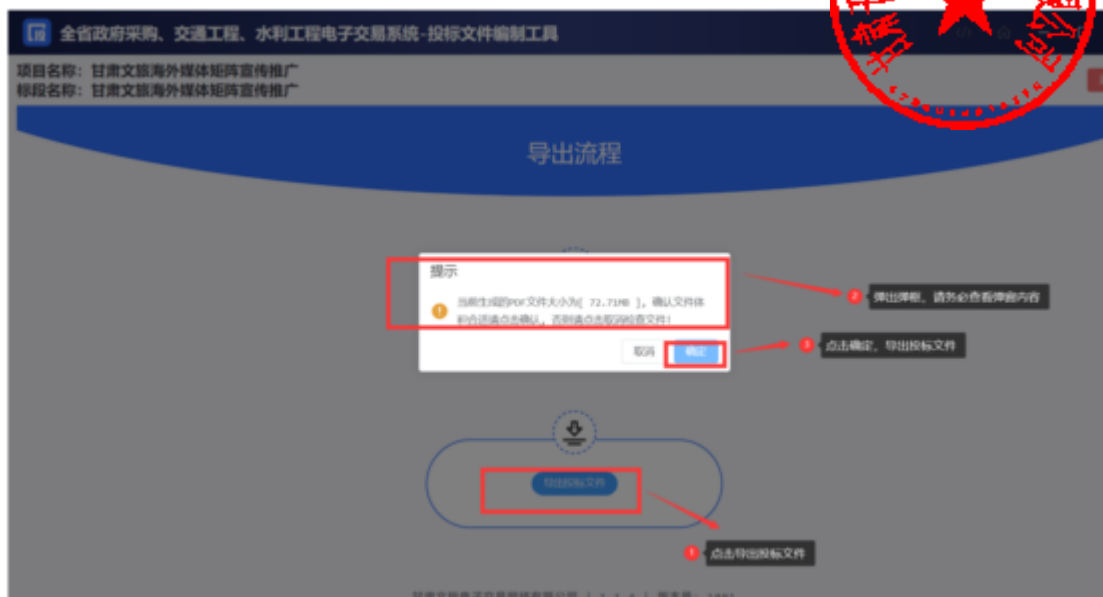 投 全省政府采购、交通工程、水利工程电子交易系统-投标文件编制工具
项目名称：甘肃文旅海外媒体矩阵宣传推广
标段名称：甘肃文旅海外媒体矩阵宣传推广
导出流程
提示
当前生成的PDF文件大小为[ 72.71MB ]，确认文件体
积合适请点击确认，否则请点击取消检查文件！
取消 确定
2 弹出弹框，请务必查看弹窗内容
3 点击确定，导出投标文件
导出投标文件
1 点击导出投标文件